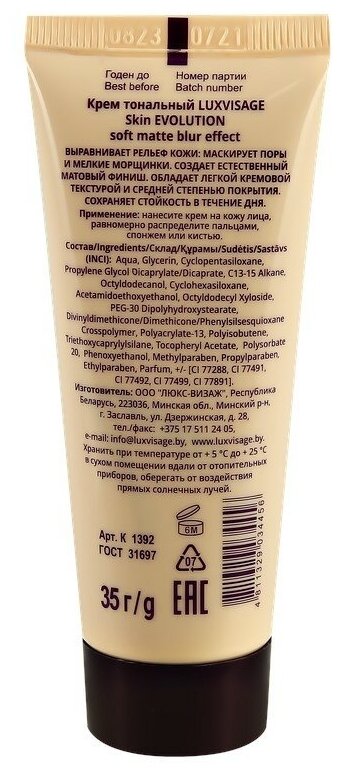 0823 0721
Годен до Номер партии
Best before Batch number
Крем тональный LUXVISAGE
Skin EVOLUTION
soft matte blur effect
ВЫРАВНИВАЕТ РЕЛЬЕФ КОЖИ: МАСКИРУЕТ ПОРЫ
И МЕЛКИЕ МОРЩИНКИ. СОЗДАЕТ ЕСТЕСТВЕННЫЙ
МАТОВЫЙ ФИНИШ. ОБЛАДАЕТ ЛЕГКОЙ КРЕМОВОЙ
ТЕКСТУРОЙ И СРЕДНЕЙ СТЕПЕНЬЮ ПОКРЫТИЯ.
СОХРАНЯЕТ СТОЙКОСТЬ В ТЕЧЕНИЕ ДНЯ.
Применение: нанесите крем на кожу лица,
равномерно распределите пальцами,
спонжем или кистью.
Состав/Ingredients/Склад/Құрамы/Sudėtis/Sastāvs
(INCI): Aqua, Glycerin, Cyclopentasiloxane,
Propylene Glycol Dicaprylate/Dicaprate, C13-15 Alkane,
Octyldodecanol, Cyclohexasiloxane,
Acetamidoethoxyethanol, Octyldodecyl Xyloside,
PEG-30 Dipolyhydroxystearate,
Divinyldimethicone/Dimethicone/Phenylsilsesquioxane
Crosspolymer, Polyacrylate-13, Polyisobutene,
Triethoxycaprylylsilane, Tocopheryl Acetate, Polysorbate
20, Phenoxyethanol, Methylparaben, Propylparaben,
Ethylparaben, Parfum, +/- [CI 77288, CI 77491,
CI 77492, CI 77499, CI 77891].
Изготовитель: ООО "ЛЮКС-ВИЗАЖ", Республика
Беларусь, 223036, Минская обл., Минский р-н,
г. Заславль, ул. Дзержинская, д. 28,
тел./факс: +375 17 511 24 05,
e-mail: info@luxvisage.by, www.luxvisage.by.
Хранить при температуре от + 5 °С до + 25 °С
в сухом помещении вдали от отопительных
приборов, оберегать от воздействия
прямых солнечных лучей.
Арт. К 1392
ГОСТ 31697
6M
07
35 г/g
EAC
4811329034456